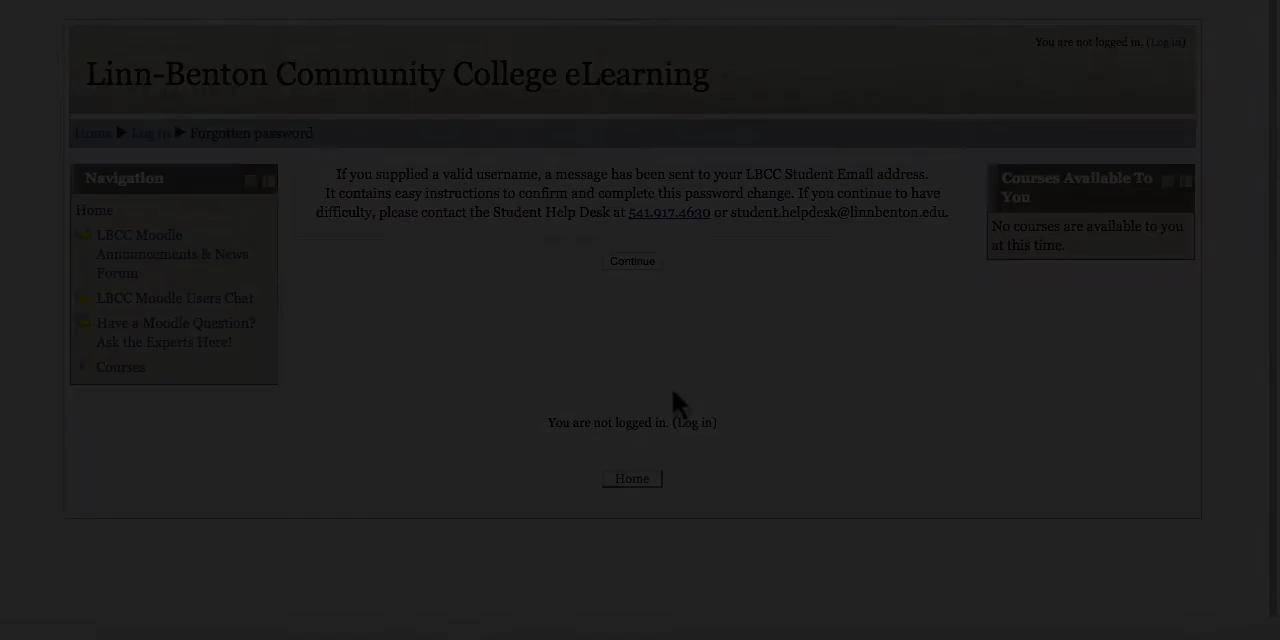 You are not logged in. (Log in)
Linn-Benton Community College eLearning
Home ▶ Log in ▶ Forgotten password
Navigation
Home
LBCC Moodle
Announcements & News
Forum
LBCC Moodle Users Chat
Have a Moodle Question?
Ask the Experts Here!
Courses
If you supplied a valid username, a message has been sent to your LBCC Student Email address.
It contains easy instructions to confirm and complete this password change. If you continue to have
difficulty, please contact the Student Help Desk at 541.917.4630 or student.helpdesk@linnbenton.edu.
Continue
Courses Available To
You
No courses are available to you
at this time.
You are not logged in. (Log in)
Home